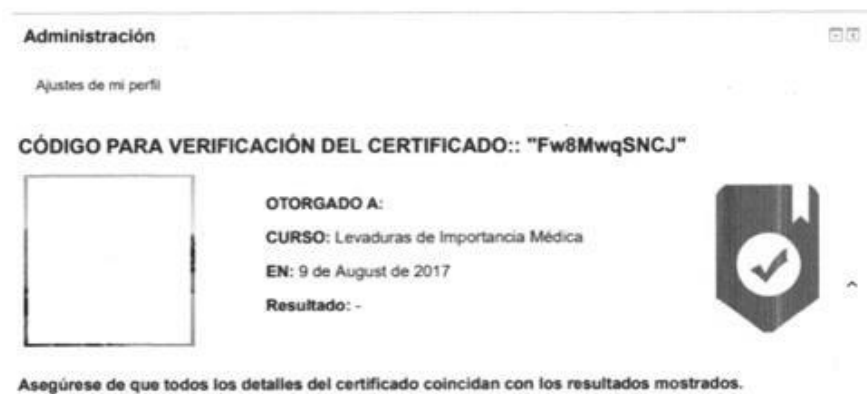 Administración
Ajustes de mi perfil
CÓDIGO PARA VERIFICACIÓN DEL CERTIFICADO:: "Fw8MwqSNCJ"
OTORGADO A:
CURSO: Levaduras de Importancia Médica
EN: 9 de August de 2017
Resultado: -
Asegúrese de que todos los detalles del certificado coincidan con los resultados mostrados.